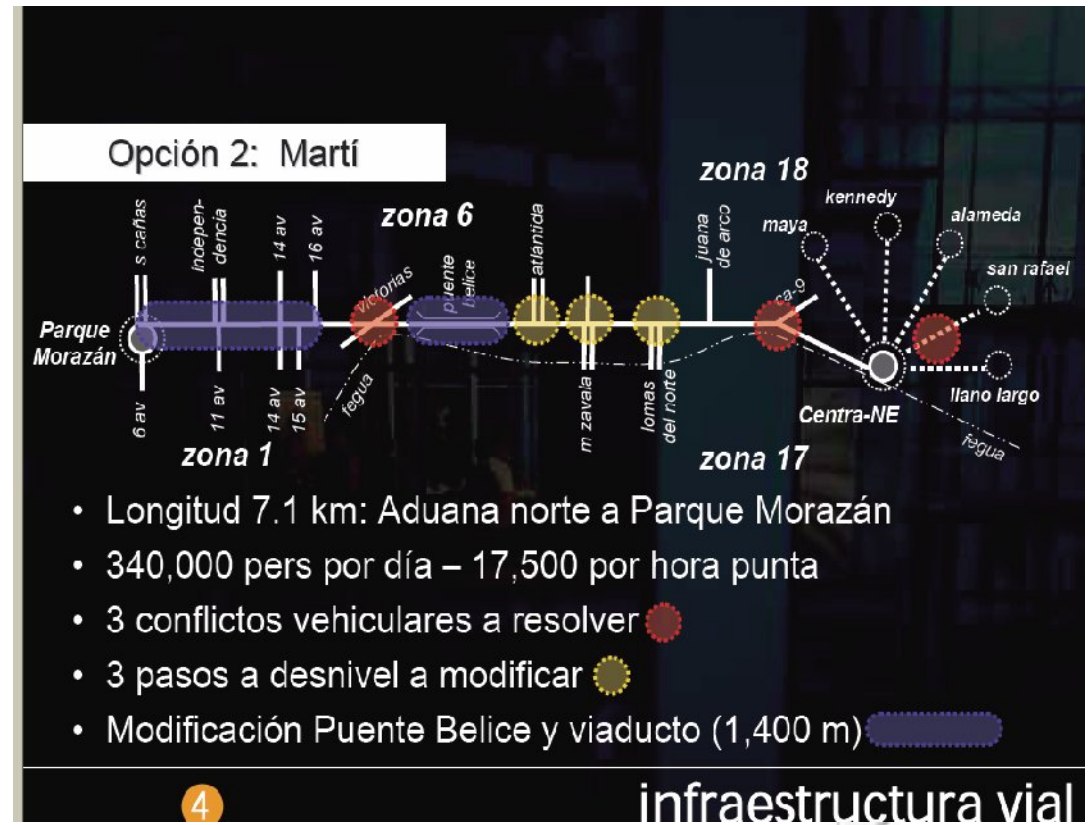 Opción 2: Martí
zona 18
kennedy
maya
alameda
s cañas
indepen-
dencia
14 av
16 av
zona 6
victorias
puente
belice
atlántida
juana
de arco
ca-9
san rafael
Parque
Morazán
6 av
11 av
14 av
15 av
fegua
m zavala
lomas
del norte
Centra-NE
llano largo
fegua
zona 1
zona 17
• Longitud 7.1 km: Aduana norte a Parque Morazán
• 340,000 pers por día – 17,500 por hora punta
• 3 conflictos vehiculares a resolver
• 3 pasos a desnivel a modificar
• Modificación Puente Belice y viaducto (1,400 m)
4
infraestructura vial